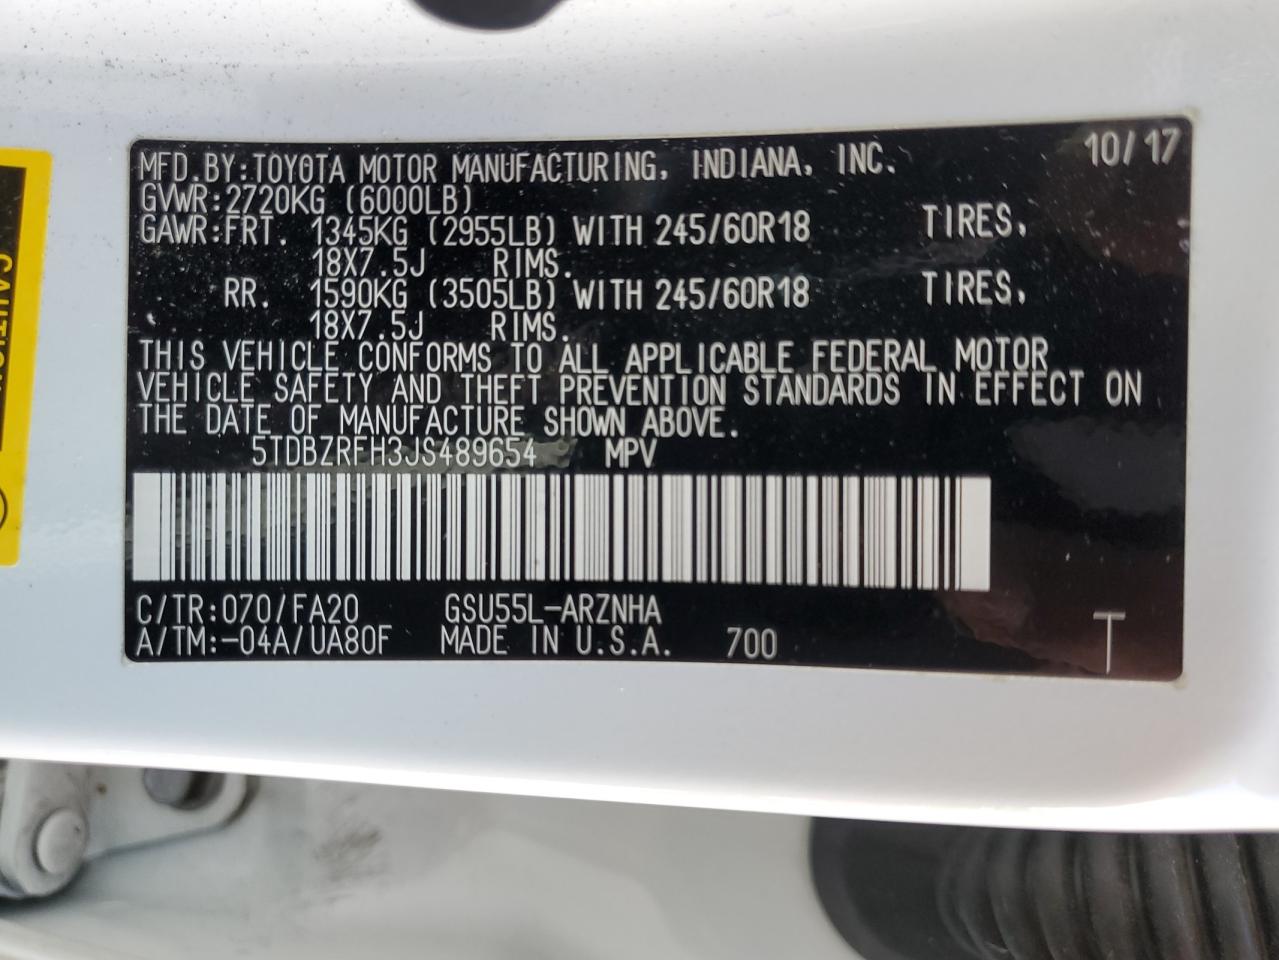 MFD.BY:TOYOTA MOTOR MANUFACTURING, INDIANA, INC. 10/17
GVWR:2720KG (6000LB)
GAWR:FRT. 1345KG (2955LB) WITH 245/60R18 TIRES,
18X7.5J RIMS.
RR. 1590KG (3505LB) WITH 245/60R18 TIRES,
18X7.5J RIMS.
THIS VEHICLE CONFORMS TO ALL APPLICABLE FEDERAL MOTOR
VEHICLE SAFETY AND THEFT PREVENTION STANDARDS IN EFFECT ON
THE DATE OF MANUFACTURE SHOWN ABOVE.
5TDBZRFH3JS489654 MPV
C/TR:070/FA20 GSU55L-ARZNHA
A/TM:-04A/UA80F MADE IN U.S.A. 700 T
CAUTION